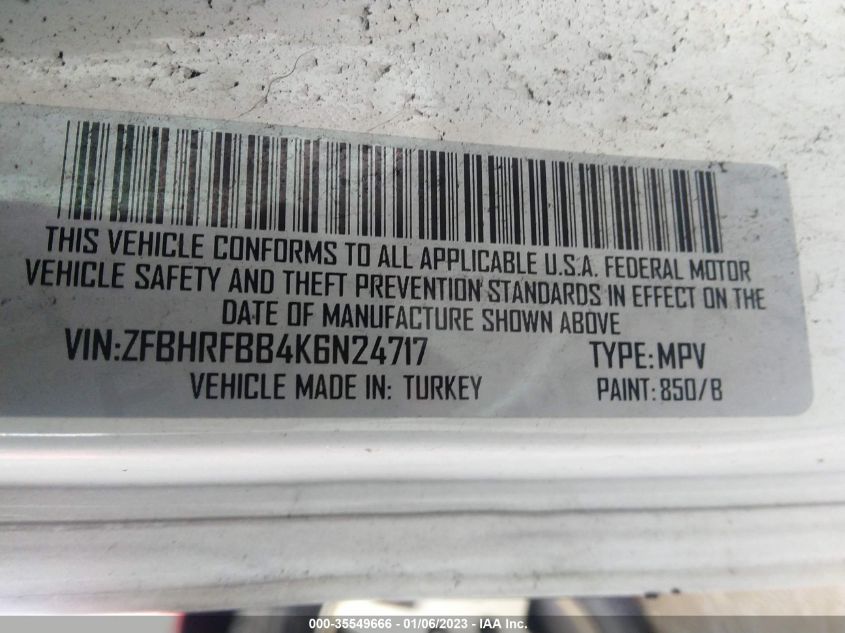 THIS VEHICLE CONFORMS TO ALL APPLICABLE U.S.A. FEDERAL MOTOR
VEHICLE SAFETY AND THEFT PREVENTION STANDARDS IN EFFECT ON THE
DATE OF MANUFACTURE SHOWN ABOVE
VIN:ZFBHRFBB4K6N24717 TYPE:MPV
VEHICLE MADE IN: TURKEY PAINT:850/B
000-35549666 - 01/06/2023 - © IAA Inc.